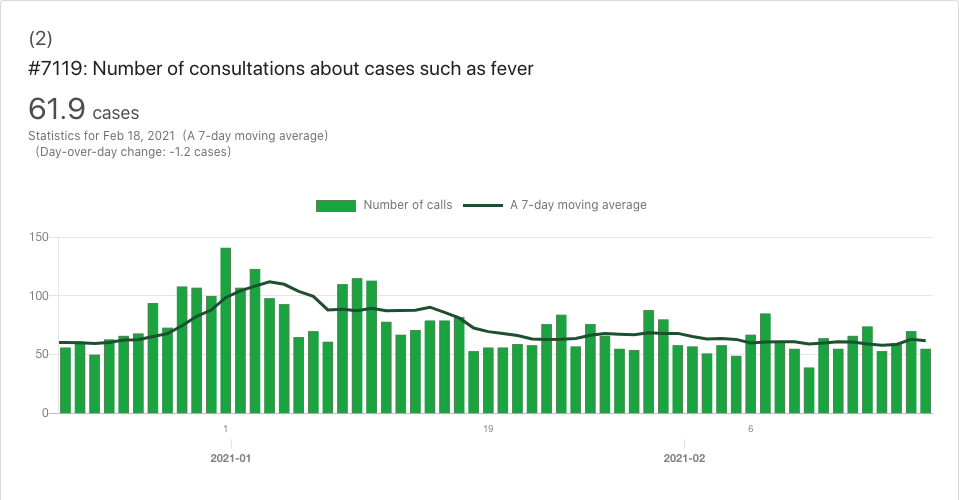 (2)
#7119: Number of consultations about cases such as fever
61.9 cases
Statistics for Feb 18, 2021 (A 7-day moving average)
(Day-over-day change: -1.2 cases)
Number of calls A 7-day moving average
150
100
50
0
1 19 6
2021-01 2021-02